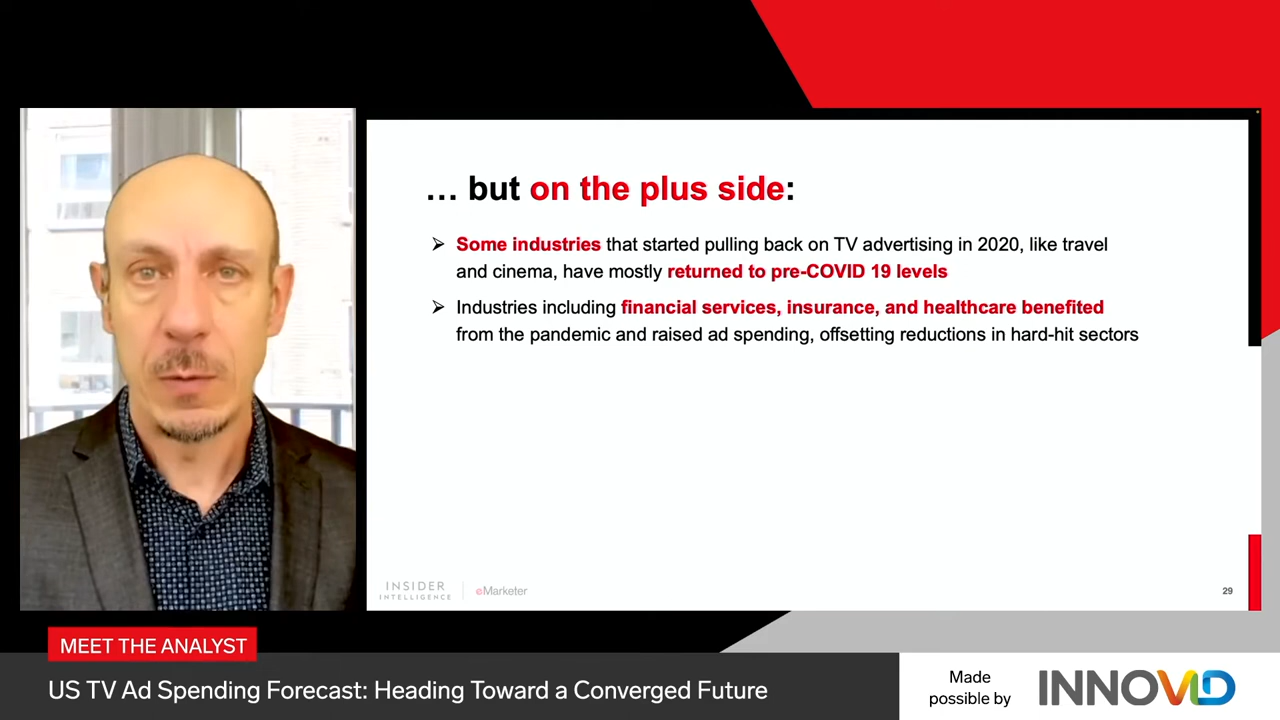 … but on the plus side:
➢ Some industries that started pulling back on TV advertising in 2020, like travel
and cinema, have mostly returned to pre-COVID 19 levels
➢ Industries including financial services, insurance, and healthcare benefited
from the pandemic and raised ad spending, offsetting reductions in hard-hit sectors
INSIDER
INTELLIGENCE
eMarketer
29
MEET THE ANALYST
US TV Ad Spending Forecast: Heading Toward a Converged Future
Made
possible by
INNOVID